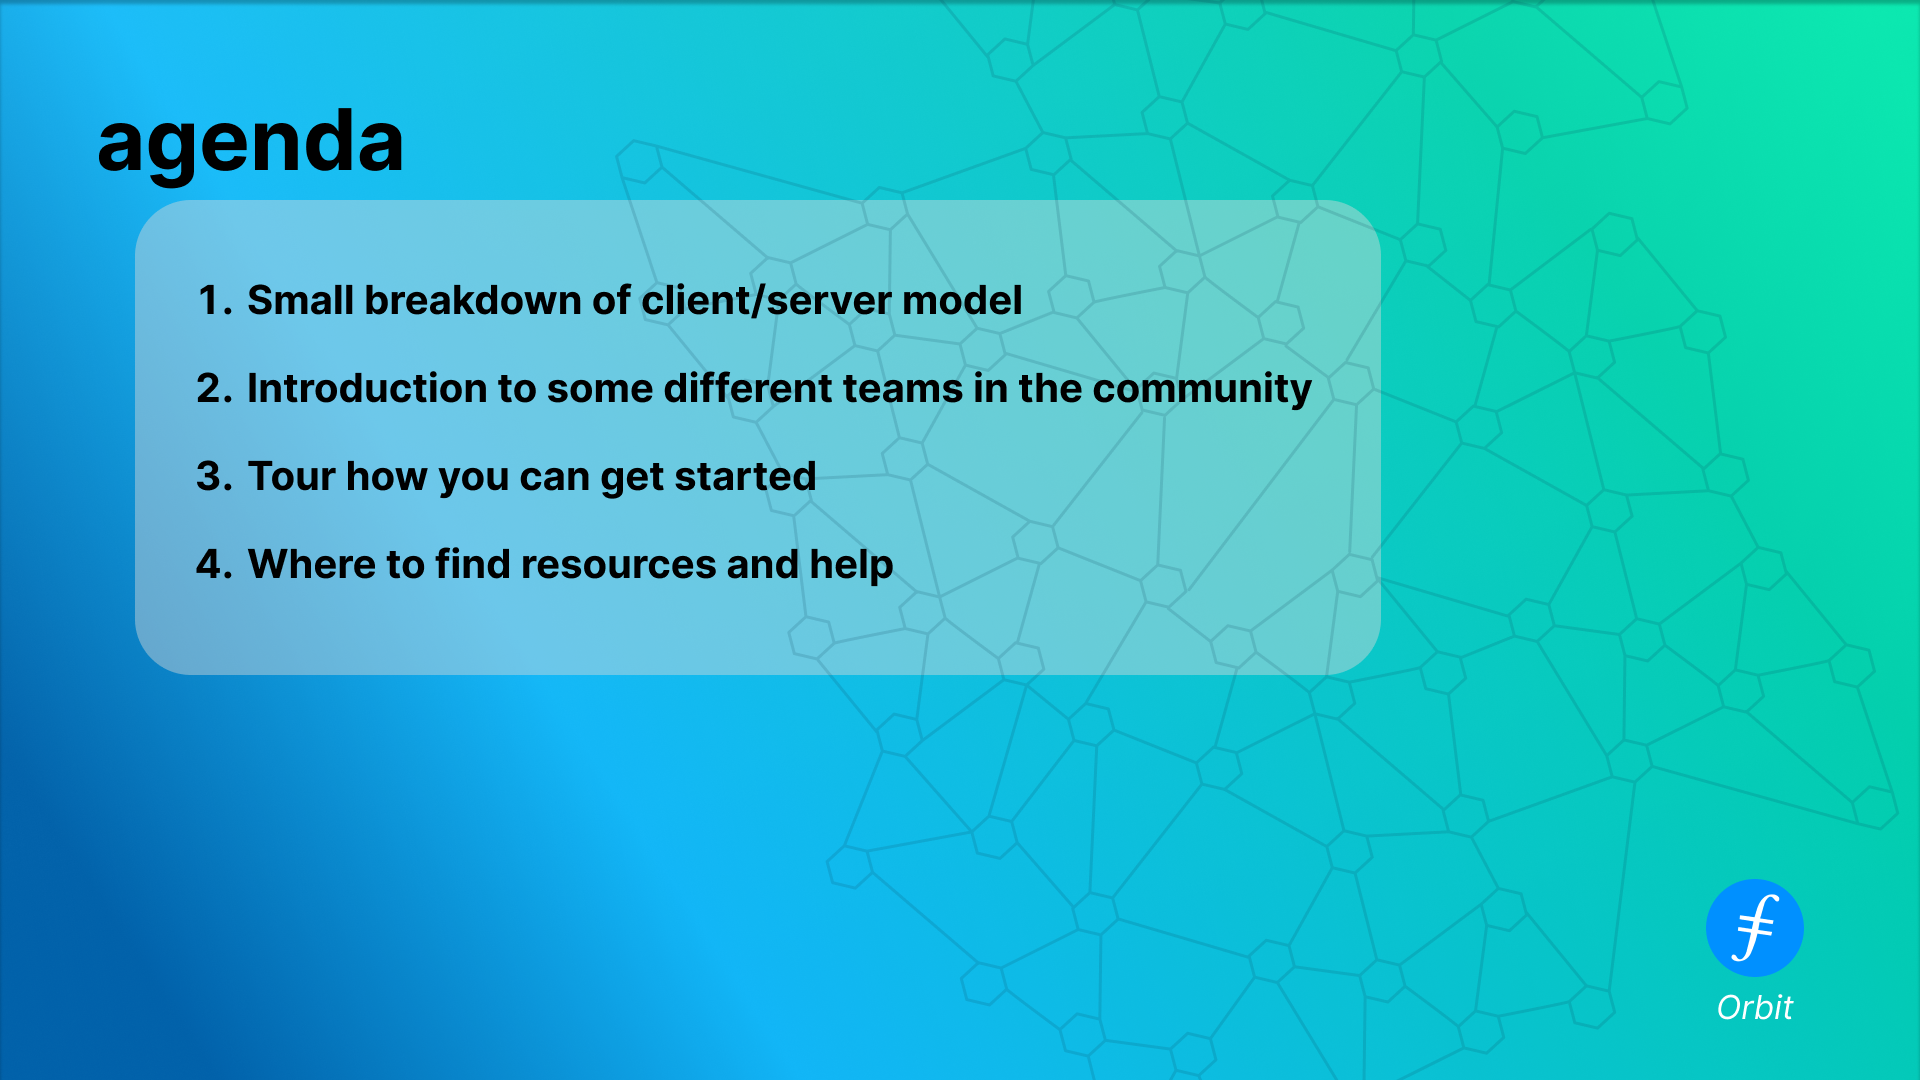 agenda
1. Small breakdown of client/server model
2. Introduction to some different teams in the community
3. Tour how you can get started
4. Where to find resources and help
Orbit